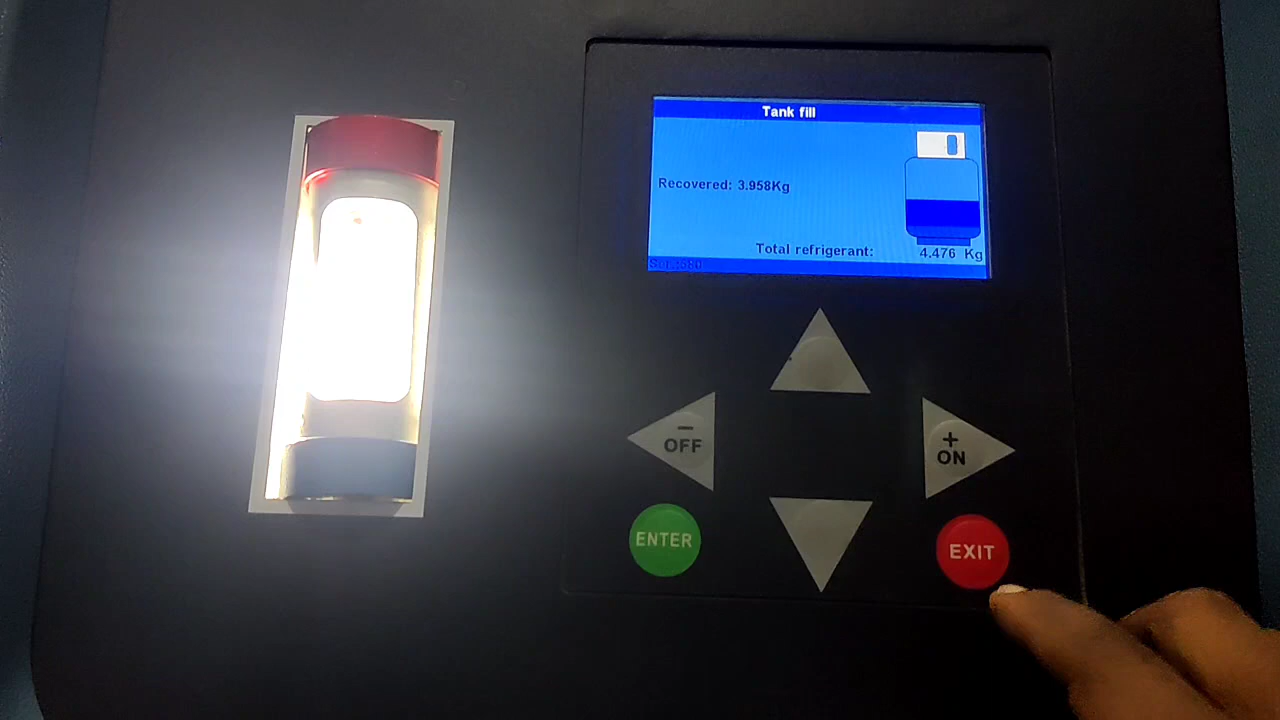 Tank fill
Recovered: 3.958Kg
Total refrigerant: 4.476 Kg
− OFF
+ ON
ENTER
EXIT